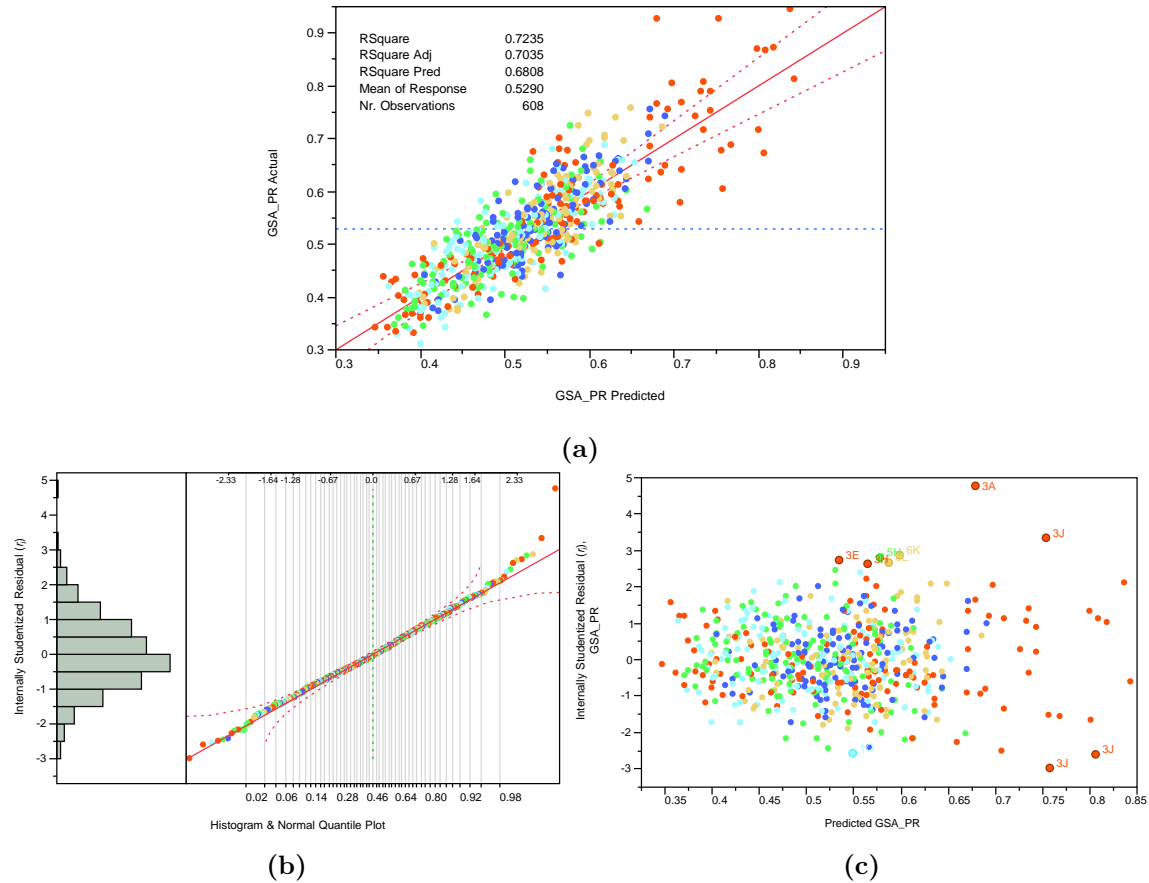 0.9
0.8
0.7
0.6
0.5
0.4
0.3
GSA_PR Actual
RSquare 0.7235
RSquare Adj 0.7035
RSquare Pred 0.6808
Mean of Response 0.5290
Nr. Observations 608
0.3 0.4 0.5 0.6 0.7 0.8 0.9
GSA_PR Predicted
(a)
5
4
3
2
1
0
-1
-2
-3
Internally Studentized Residual (rᵢ)
-2.33 -1.64 -1.28 -0.67 0.0 0.67 1.28 1.64 2.33
0.02 0.06 0.14 0.28 0.46 0.64 0.80 0.92 0.98
Histogram & Normal Quantile Plot
(b)
5
4
3
2
1
0
-1
-2
-3
Internally Studentized Residual (rᵢ),
GSA_PR
3A
3J
3E
6K
3J
3J
0.35 0.4 0.45 0.5 0.55 0.6 0.65 0.7 0.75 0.8 0.85
Predicted GSA_PR
(c)